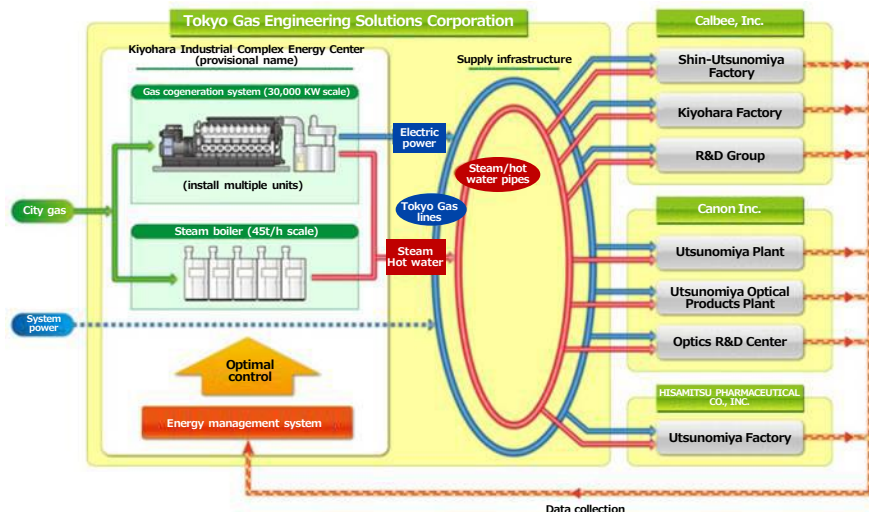 Tokyo Gas Engineering Solutions Corporation
Kiyohara Industrial Complex Energy Center
(provisional name)
Gas cogeneration system (30,000 KW scale)
(install multiple units)
City gas
Steam boiler (45t/h scale)
System
power
Optimal
control
Energy management system
Supply infrastructure
Electric
power
Steam/hot
water pipes
Tokyo Gas
lines
Steam
Hot water
Calbee, Inc.
Shin-Utsunomiya
Factory
Kiyohara Factory
R&D Group
Canon Inc.
Utsunomiya Plant
Utsunomiya Optical
Products Plant
Optics R&D Center
HISAMITSU PHARMACEUTICAL
CO., INC.
Utsunomiya Factory
Data collection